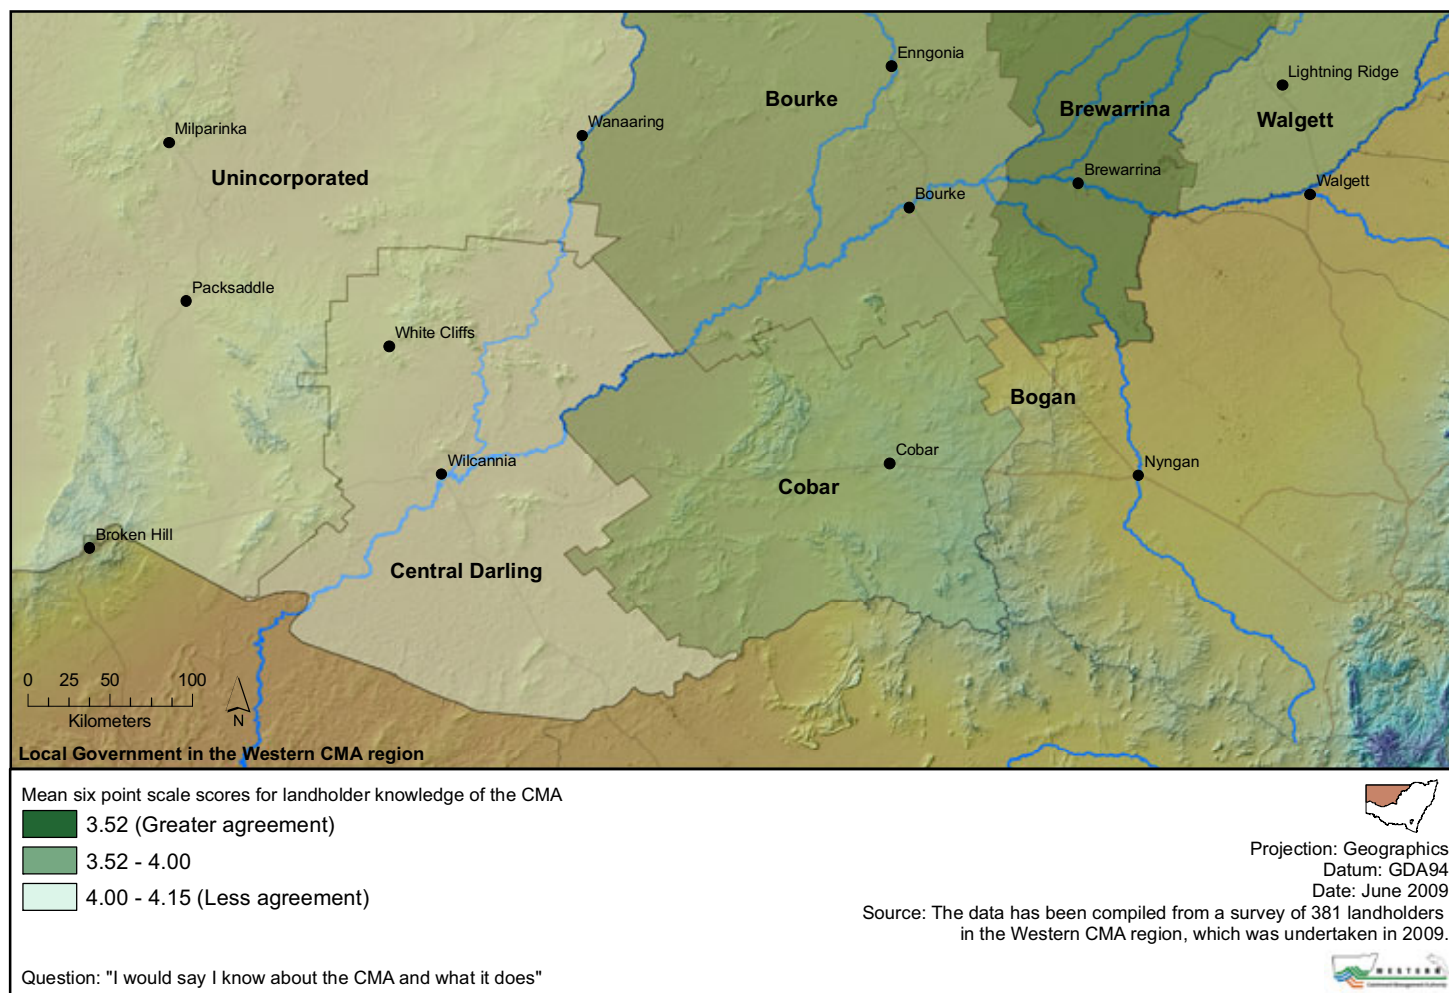 Enngonia
Lightning Ridge
Bourke
Brewarrina
Walgett
Wanaaring
Milparinka
Unincorporated
Brewarrina
Walgett
Bourke
Packsaddle
White Cliffs
Bogan
Cobar
Wilcannia
Nyngan
Cobar
Broken Hill
Central Darling
0 25 50 100
Kilometers
N
Local Government in the Western CMA region
Mean six point scale scores for landholder knowledge of the CMA
3.52 (Greater agreement)
3.52 - 4.00
4.00 - 4.15 (Less agreement)
Projection: Geographics
Datum: GDA94
Date: June 2009
Source: The data has been compiled from a survey of 381 landholders
in the Western CMA region, which was undertaken in 2009.
Question: "I would say I know about the CMA and what it does"
WESTERN
Catchment Management Authority